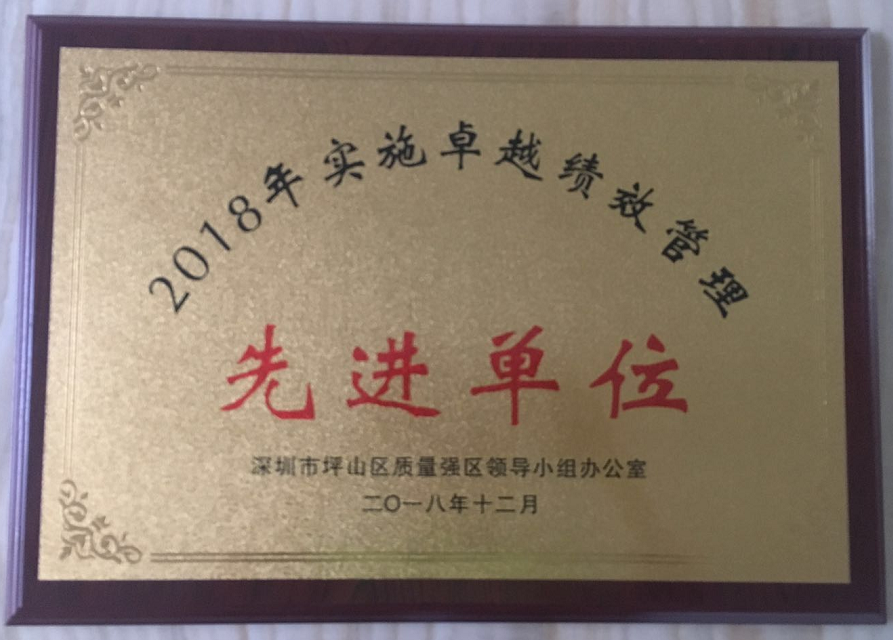 2018年实施卓越绩效管理
先进单位
深圳市坪山区质量强区领导小组办公室
二〇一八年十二月